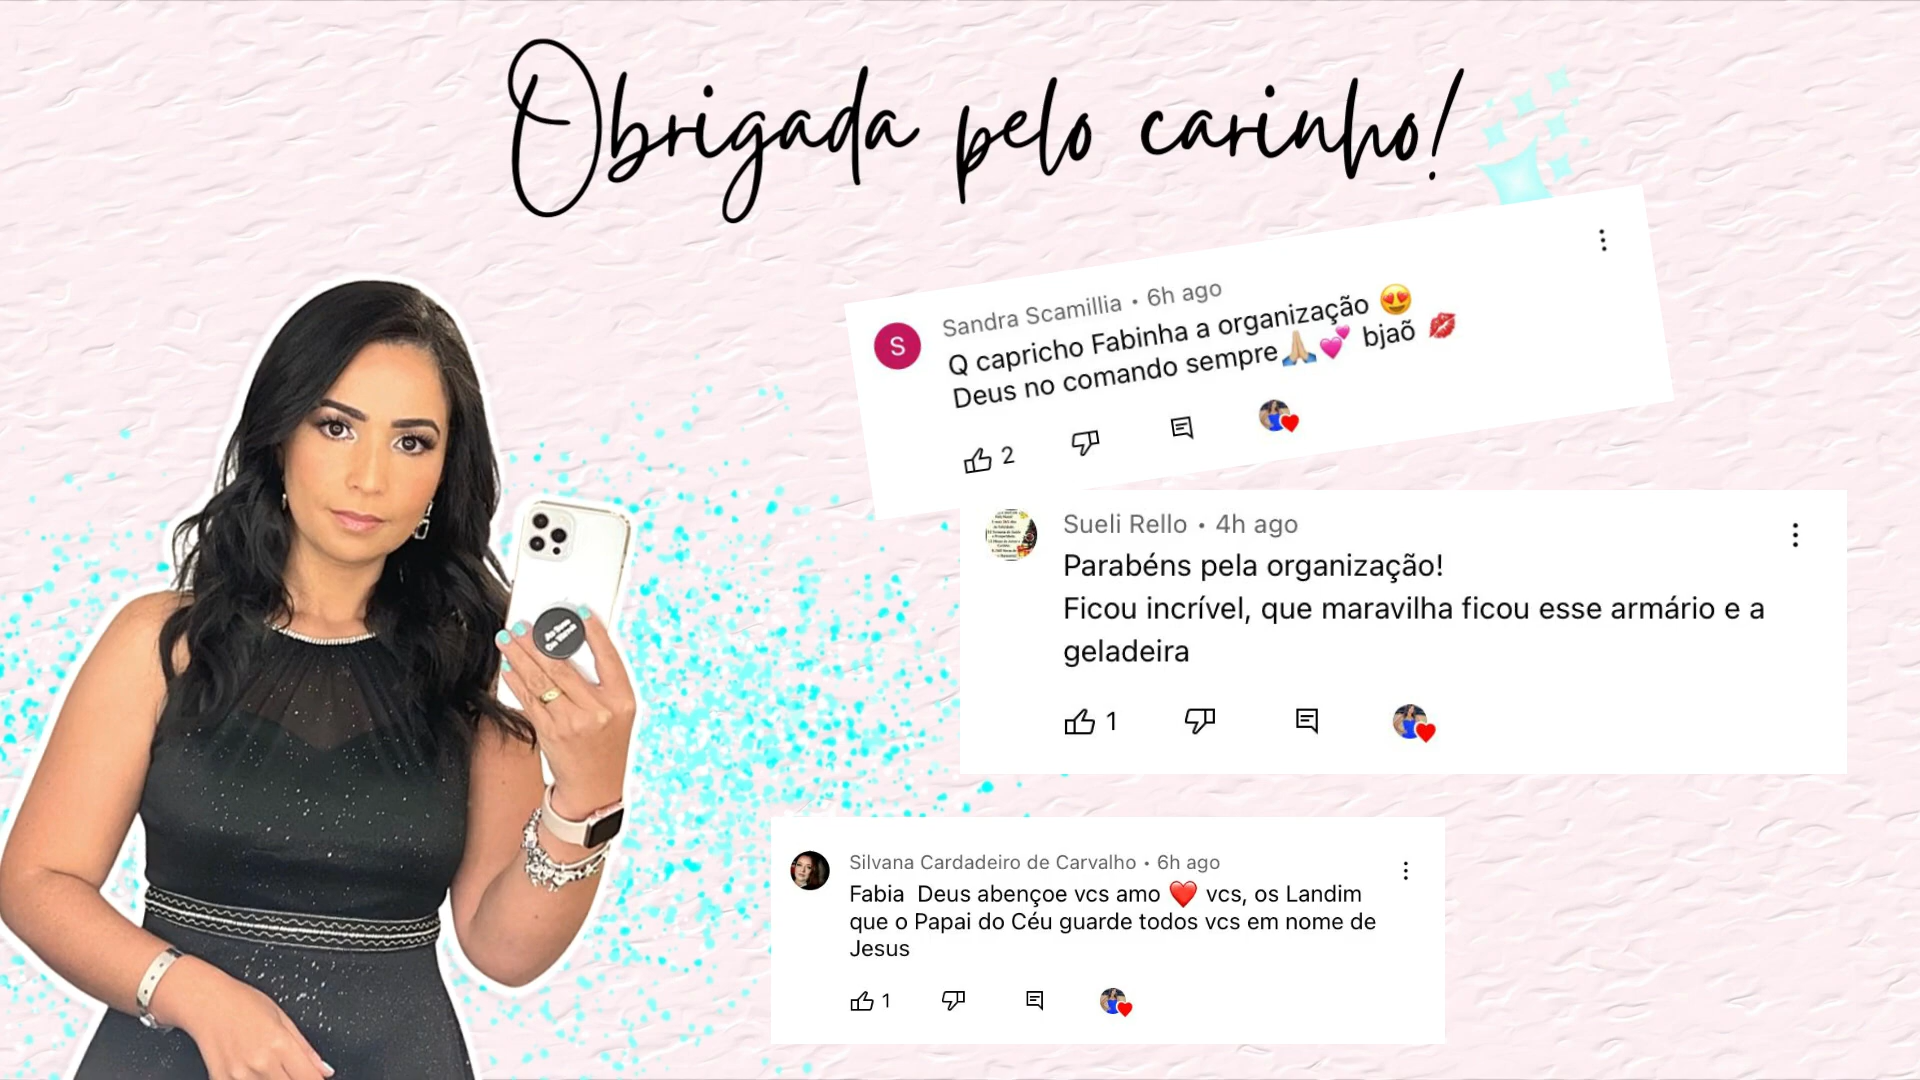 Obrigada pelo carinho!
Sandra Scamillia • 6h ago
S
Q capricho Fabinha a organização 😍
Deus no comando sempre🙏🏼💕 bjaõ 💋
2
Sueli Rello • 4h ago
Parabéns pela organização!
Ficou incrível, que maravilha ficou esse armário e a
geladeira
1
Silvana Cardadeiro de Carvalho • 6h ago
Fabia  Deus abençoe vcs amo ❤️ vcs, os Landim
que o Papai do Céu guarde todos vcs em nome de
Jesus
1